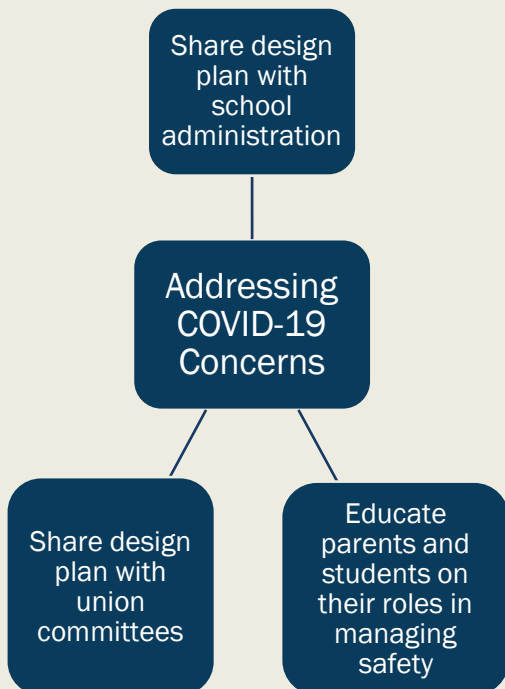 Share design
plan with
school
administration
Addressing
COVID-19
Concerns
Share design
plan with
union
committees
Educate
parents and
students on
their roles in
managing
safety